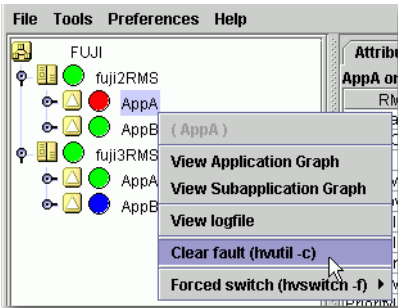 File Tools Preferences Help
FUJI
fuji2RMS
AppA
AppB
fuji3RMS
AppA
AppB
( AppA )
View Application Graph
View Subapplication Graph
View logfile
Clear fault (hvutil -c)
Forced switch (hvswitch -f)
Attribu
AppA or
RM